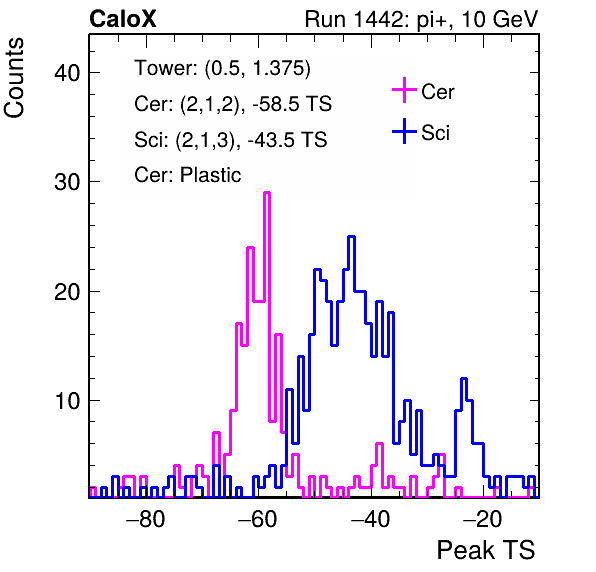 CaloX Run 1442: pi+, 10 GeV
Counts
Tower: (0.5, 1.375)
Cer: (2,1,2), -58.5 TS
Sci: (2,1,3), -43.5 TS
Cer: Plastic
Cer
Sci
40
30
20
10
−80 −60 −40 −20
Peak TS